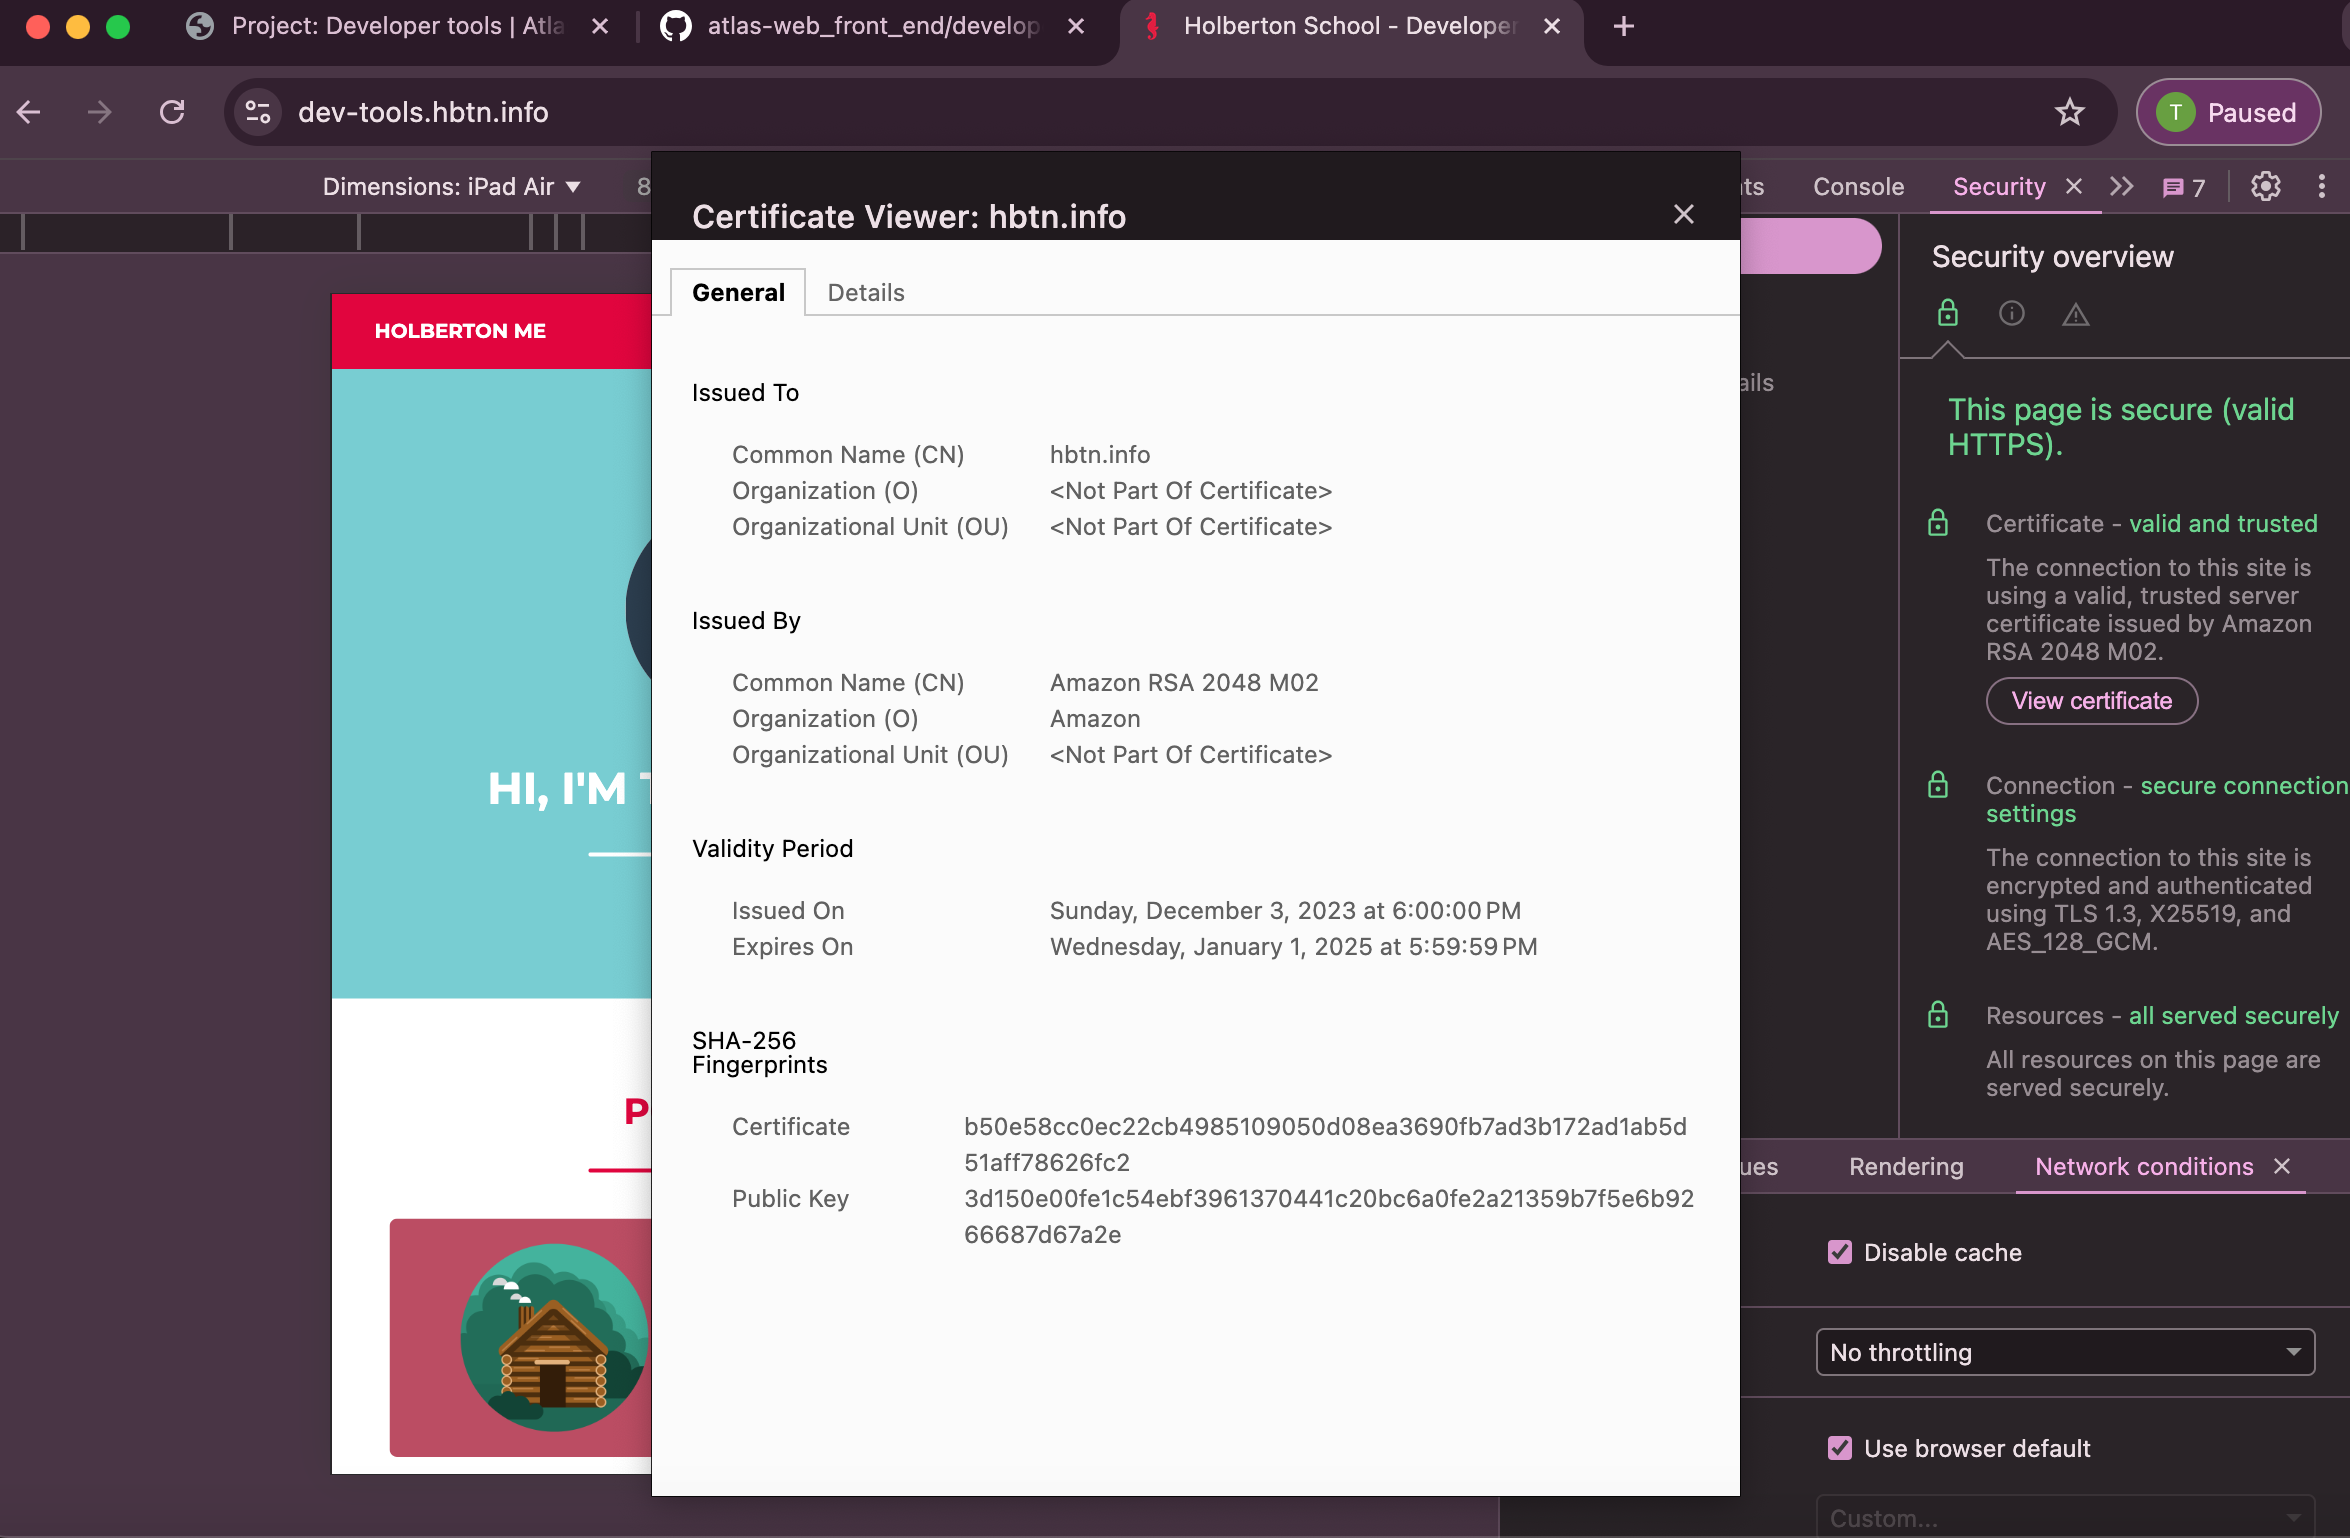 Project: Developer tools | Atla
atlas-web_front_end/develop
Holberton School - Developer
dev-tools.hbtn.info
T
Paused
Dimensions: iPad Air
8
ts
Console
Security
7
HOLBERTON ME
HI, I'M T
P
Certificate Viewer: hbtn.info
General
Details
Issued To
Common Name (CN) hbtn.info
Organization (O) <Not Part Of Certificate>
Organizational Unit (OU) <Not Part Of Certificate>
Issued By
Common Name (CN) Amazon RSA 2048 M02
Organization (O) Amazon
Organizational Unit (OU) <Not Part Of Certificate>
Validity Period
Issued On Sunday, December 3, 2023 at 6:00:00 PM
Expires On Wednesday, January 1, 2025 at 5:59:59 PM
SHA-256
Fingerprints
Certificate b50e58cc0ec22cb4985109050d08ea3690fb7ad3b172ad1ab5d
51aff78626fc2
Public Key 3d150e00fe1c54ebf3961370441c20bc6a0fe2a21359b7f5e6b92
66687d67a2e
ails
Security overview
This page is secure (valid
HTTPS).
Certificate - valid and trusted
The connection to this site is
using a valid, trusted server
certificate issued by Amazon
RSA 2048 M02.
View certificate
Connection - secure connection
settings
The connection to this site is
encrypted and authenticated
using TLS 1.3, X25519, and
AES_128_GCM.
Resources - all served securely
All resources on this page are
served securely.
ues
Rendering
Network conditions
Disable cache
No throttling
Use browser default
Custom...